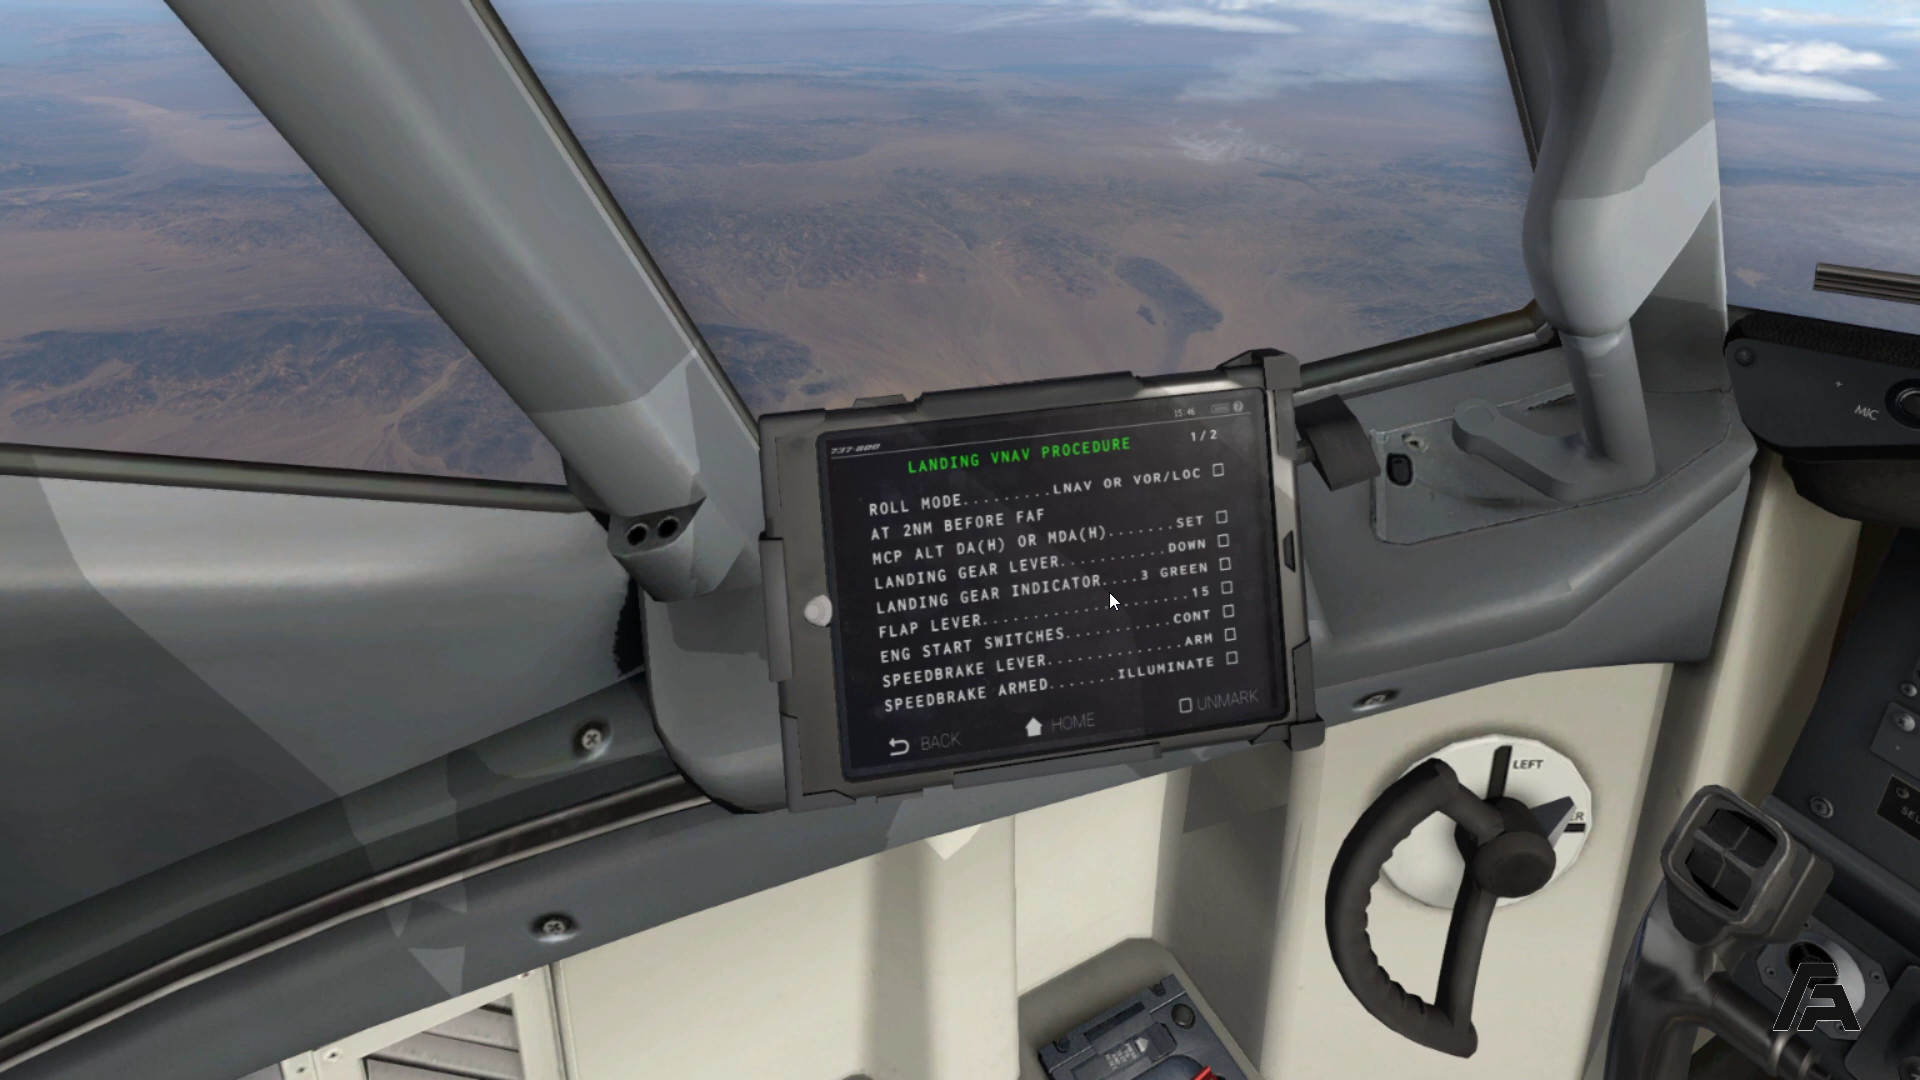 15:46
737-800
1/2
LANDING VNAV PROCEDURE
ROLL MODE.........LNAV OR VOR/LOC
AT 2NM BEFORE FAF
MCP ALT DA(H) OR MDA(H).......SET
LANDING GEAR LEVER...........DOWN
LANDING GEAR INDICATOR....3 GREEN
FLAP LEVER.....................15
ENG START SWITCHES...........CONT
SPEEDBRAKE LEVER..............ARM
SPEEDBRAKE ARMED.......ILLUMINATE
BACK
HOME
UNMARK
MIC
LEFT